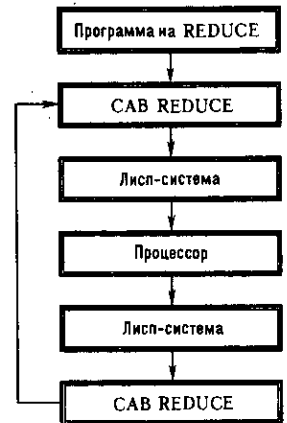 Программа на REDUCE
САВ REDUCE
Лисп-система
Процессор
Лисп-система
САВ REDUCE